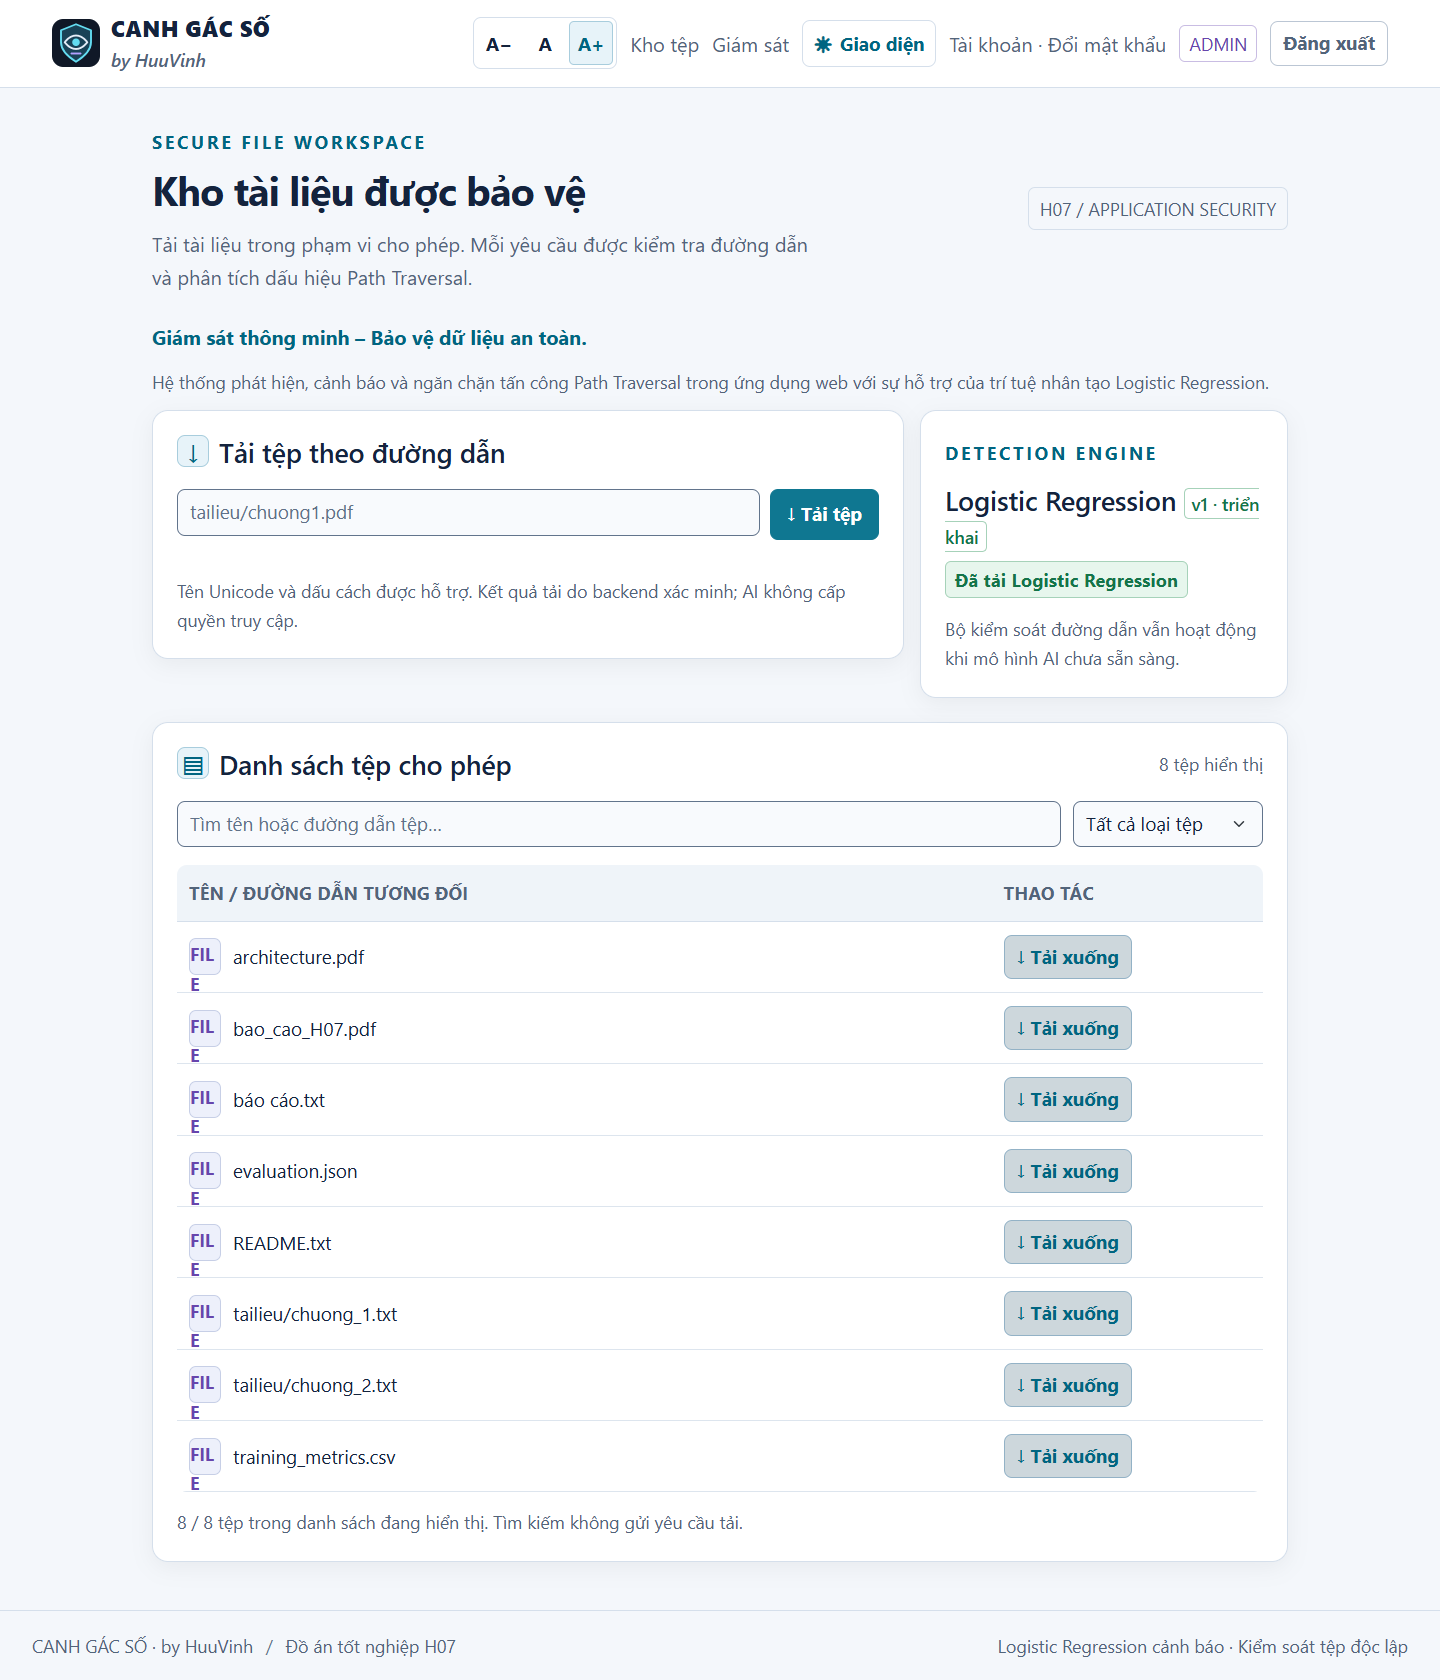 CANH GÁC SỐ
by HuuVinh
A− A A+ Kho tệp Giám sát Giao diện Tài khoản · Đổi mật khẩu ADMIN Đăng xuất
SECURE FILE WORKSPACE
Kho tài liệu được bảo vệ
H07 / APPLICATION SECURITY
Tải tài liệu trong phạm vi cho phép. Mỗi yêu cầu được kiểm tra đường dẫn
và phân tích dấu hiệu Path Traversal.
Giám sát thông minh – Bảo vệ dữ liệu an toàn.
Hệ thống phát hiện, cảnh báo và ngăn chặn tấn công Path Traversal trong ứng dụng web với sự hỗ trợ của trí tuệ nhân tạo Logistic Regression.
↓ Tải tệp theo đường dẫn
tailieu/chuong1.pdf
↓ Tải tệp
Tên Unicode và dấu cách được hỗ trợ. Kết quả tải do backend xác minh; AI không cấp
quyền truy cập.
DETECTION ENGINE
Logistic Regression v1 · triển
khai
Đã tải Logistic Regression
Bộ kiểm soát đường dẫn vẫn hoạt động
khi mô hình AI chưa sẵn sàng.
Danh sách tệp cho phép
8 tệp hiển thị
Tìm tên hoặc đường dẫn tệp...
Tất cả loại tệp
TÊN / ĐƯỜNG DẪN TƯƠNG ĐỐI THAO TÁC
FIL
E
architecture.pdf
↓ Tải xuống
FIL
E
bao_cao_H07.pdf
↓ Tải xuống
FIL
E
báo cáo.txt
↓ Tải xuống
FIL
E
evaluation.json
↓ Tải xuống
FIL
E
README.txt
↓ Tải xuống
FIL
E
tailieu/chuong_1.txt
↓ Tải xuống
FIL
E
tailieu/chuong_2.txt
↓ Tải xuống
FIL
E
training_metrics.csv
↓ Tải xuống
8 / 8 tệp trong danh sách đang hiển thị. Tìm kiếm không gửi yêu cầu tải.
CANH GÁC SỐ · by HuuVinh / Đồ án tốt nghiệp H07
Logistic Regression cảnh báo · Kiểm soát tệp độc lập